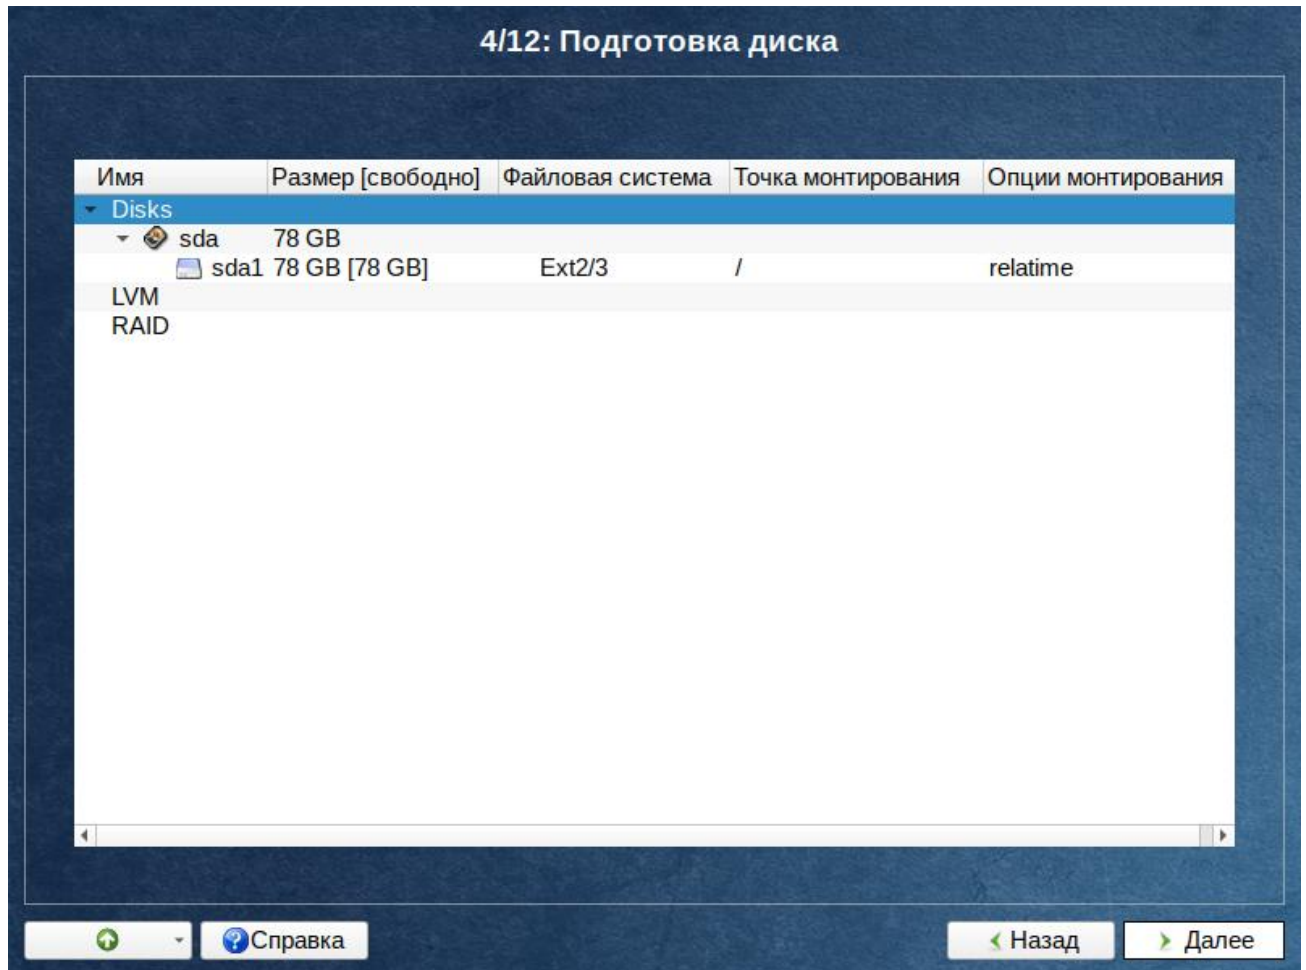 4/12: Подготовка диска
Имя Размер [свободно] Файловая система Точка монтирования Опции монтирования
Disks
sda 78 GB
sda1 78 GB [78 GB] Ext2/3 / relatime
LVM
RAID
Справка Назад Далее